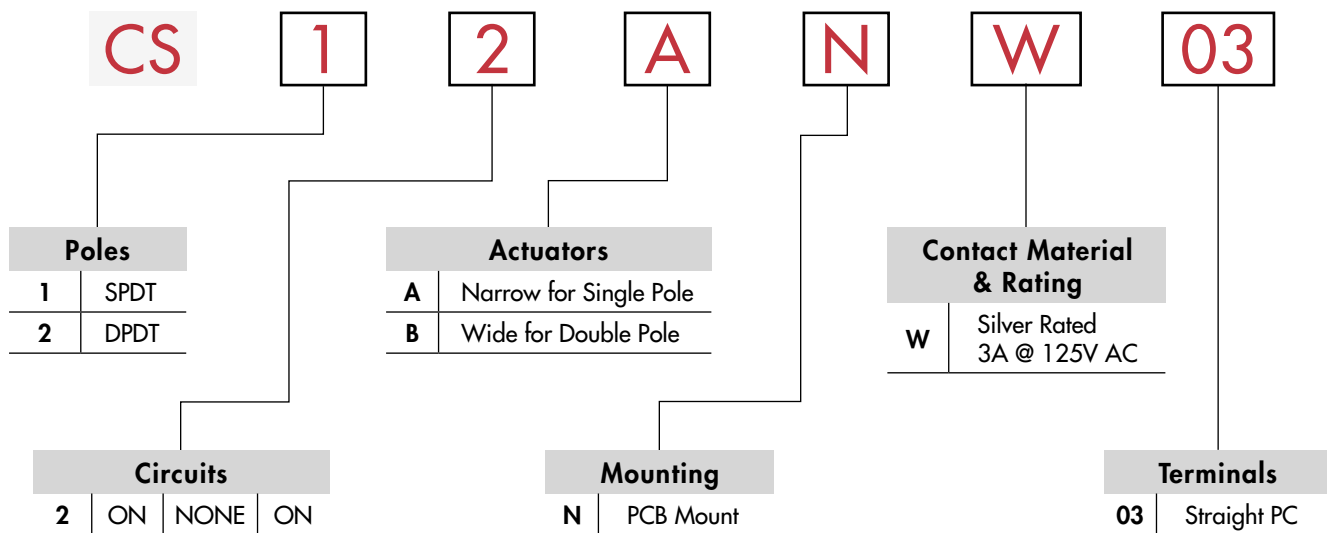 CS 1 2 A N W 03
Poles
1 SPDT
2 DPDT
Actuators
A Narrow for Single Pole
B Wide for Double Pole
Contact Material
& Rating
W Silver Rated
3A @ 125V AC
Circuits
2 ON NONE ON
Mounting
N PCB Mount
Terminals
03 Straight PC